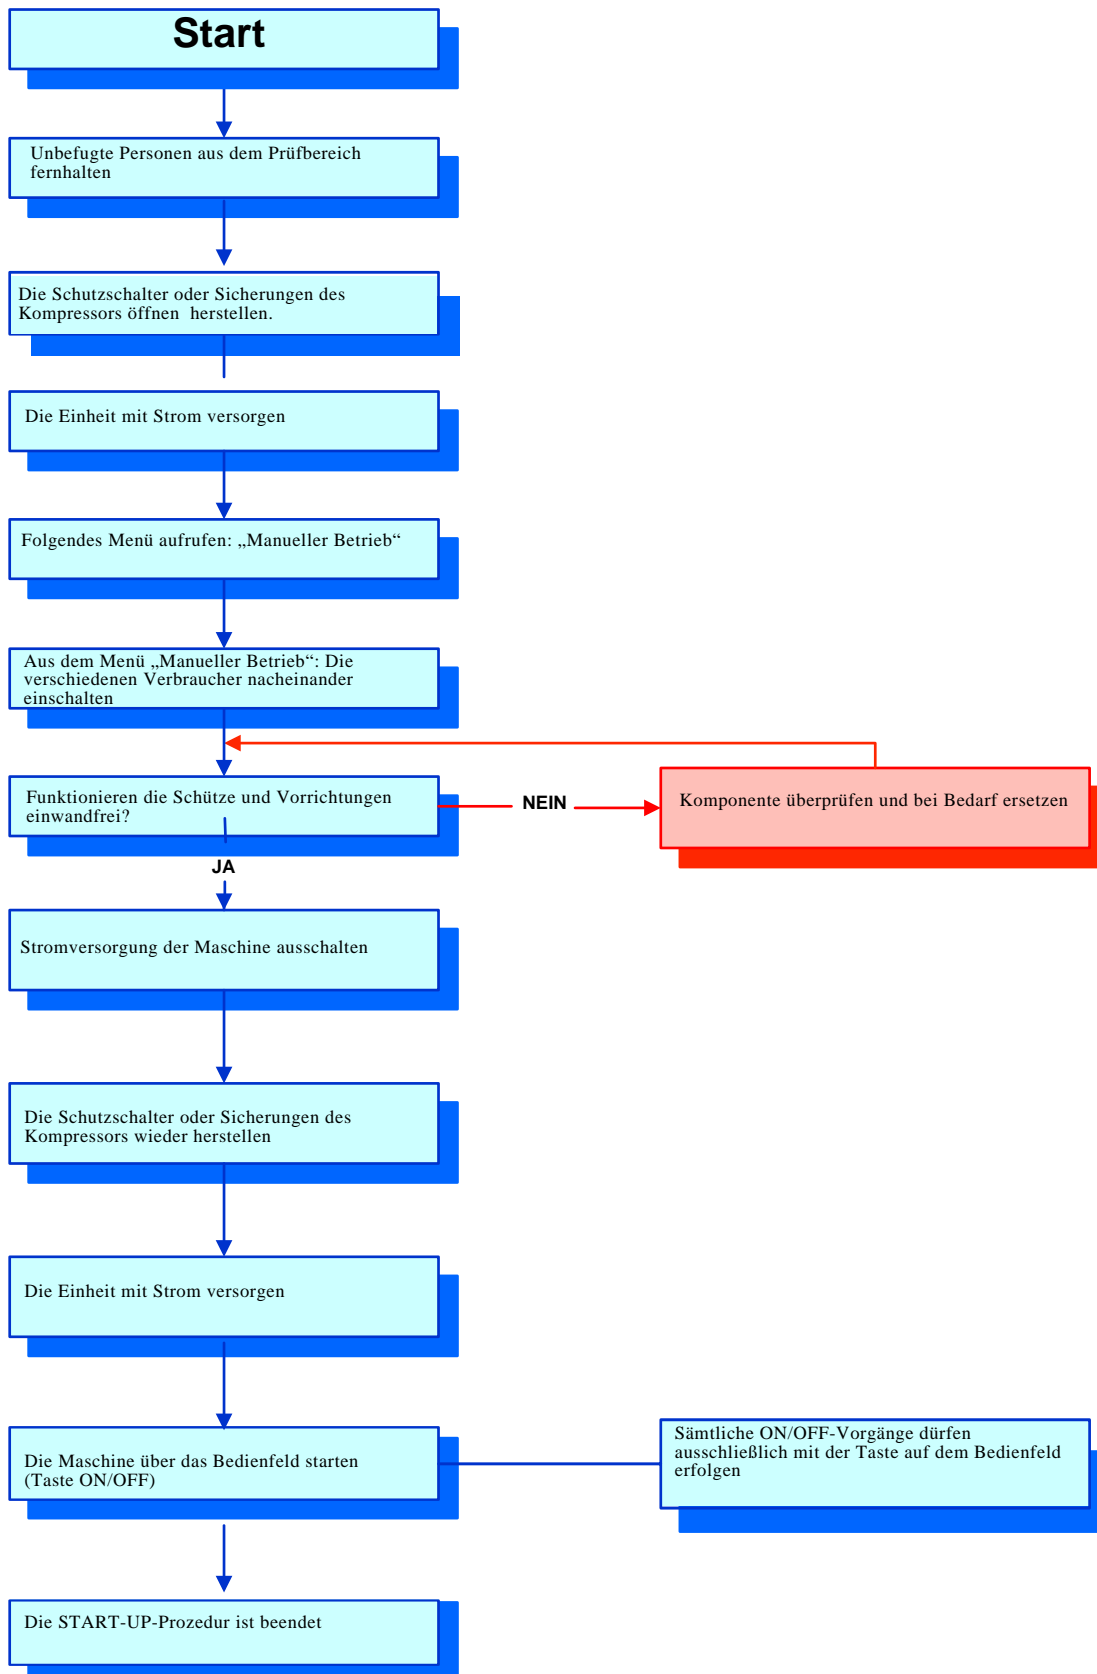 Start
Unbefugte Personen aus dem Prüfbereich
fernhalten
Die Schutzschalter oder Sicherungen des
Kompressors öffnen  herstellen.
Die Einheit mit Strom versorgen
Folgendes Menü aufrufen: „Manueller Betrieb“
Aus dem Menü „Manueller Betrieb“: Die
verschiedenen Verbraucher nacheinander
einschalten
Funktionieren die Schütze und Vorrichtungen
einwandfrei?
NEIN
Komponente überprüfen und bei Bedarf ersetzen
JA
Stromversorgung der Maschine ausschalten
Die Schutzschalter oder Sicherungen des
Kompressors wieder herstellen
Die Einheit mit Strom versorgen
Die Maschine über das Bedienfeld starten
(Taste ON/OFF)
Sämtliche ON/OFF-Vorgänge dürfen
ausschließlich mit der Taste auf dem Bedienfeld
erfolgen
Die START-UP-Prozedur ist beendet